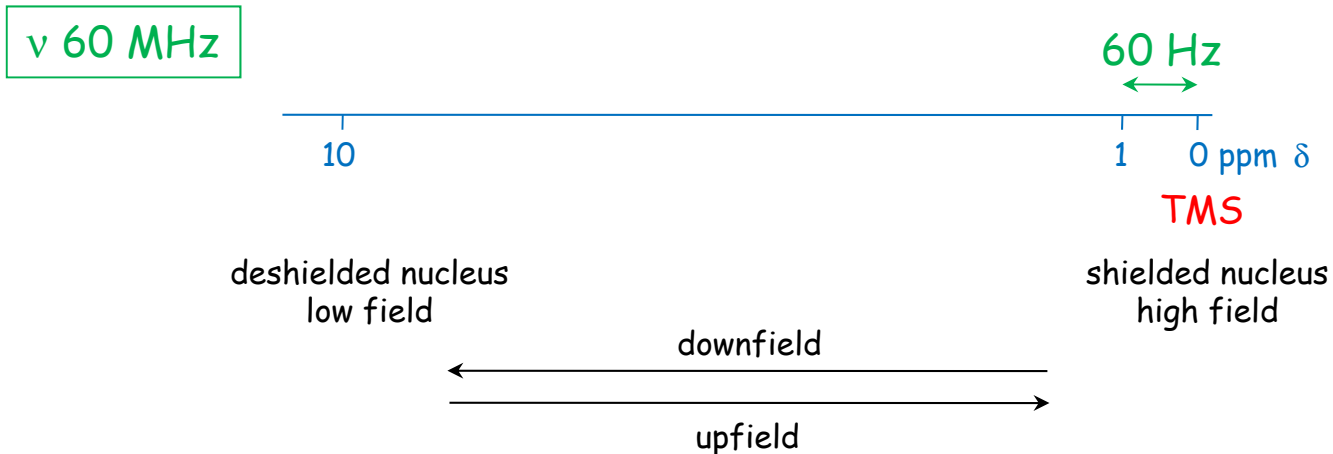 ν 60 MHz
60 Hz
10 1 0 ppm δ
TMS
deshielded nucleus
low field
shielded nucleus
high field
downfield
upfield